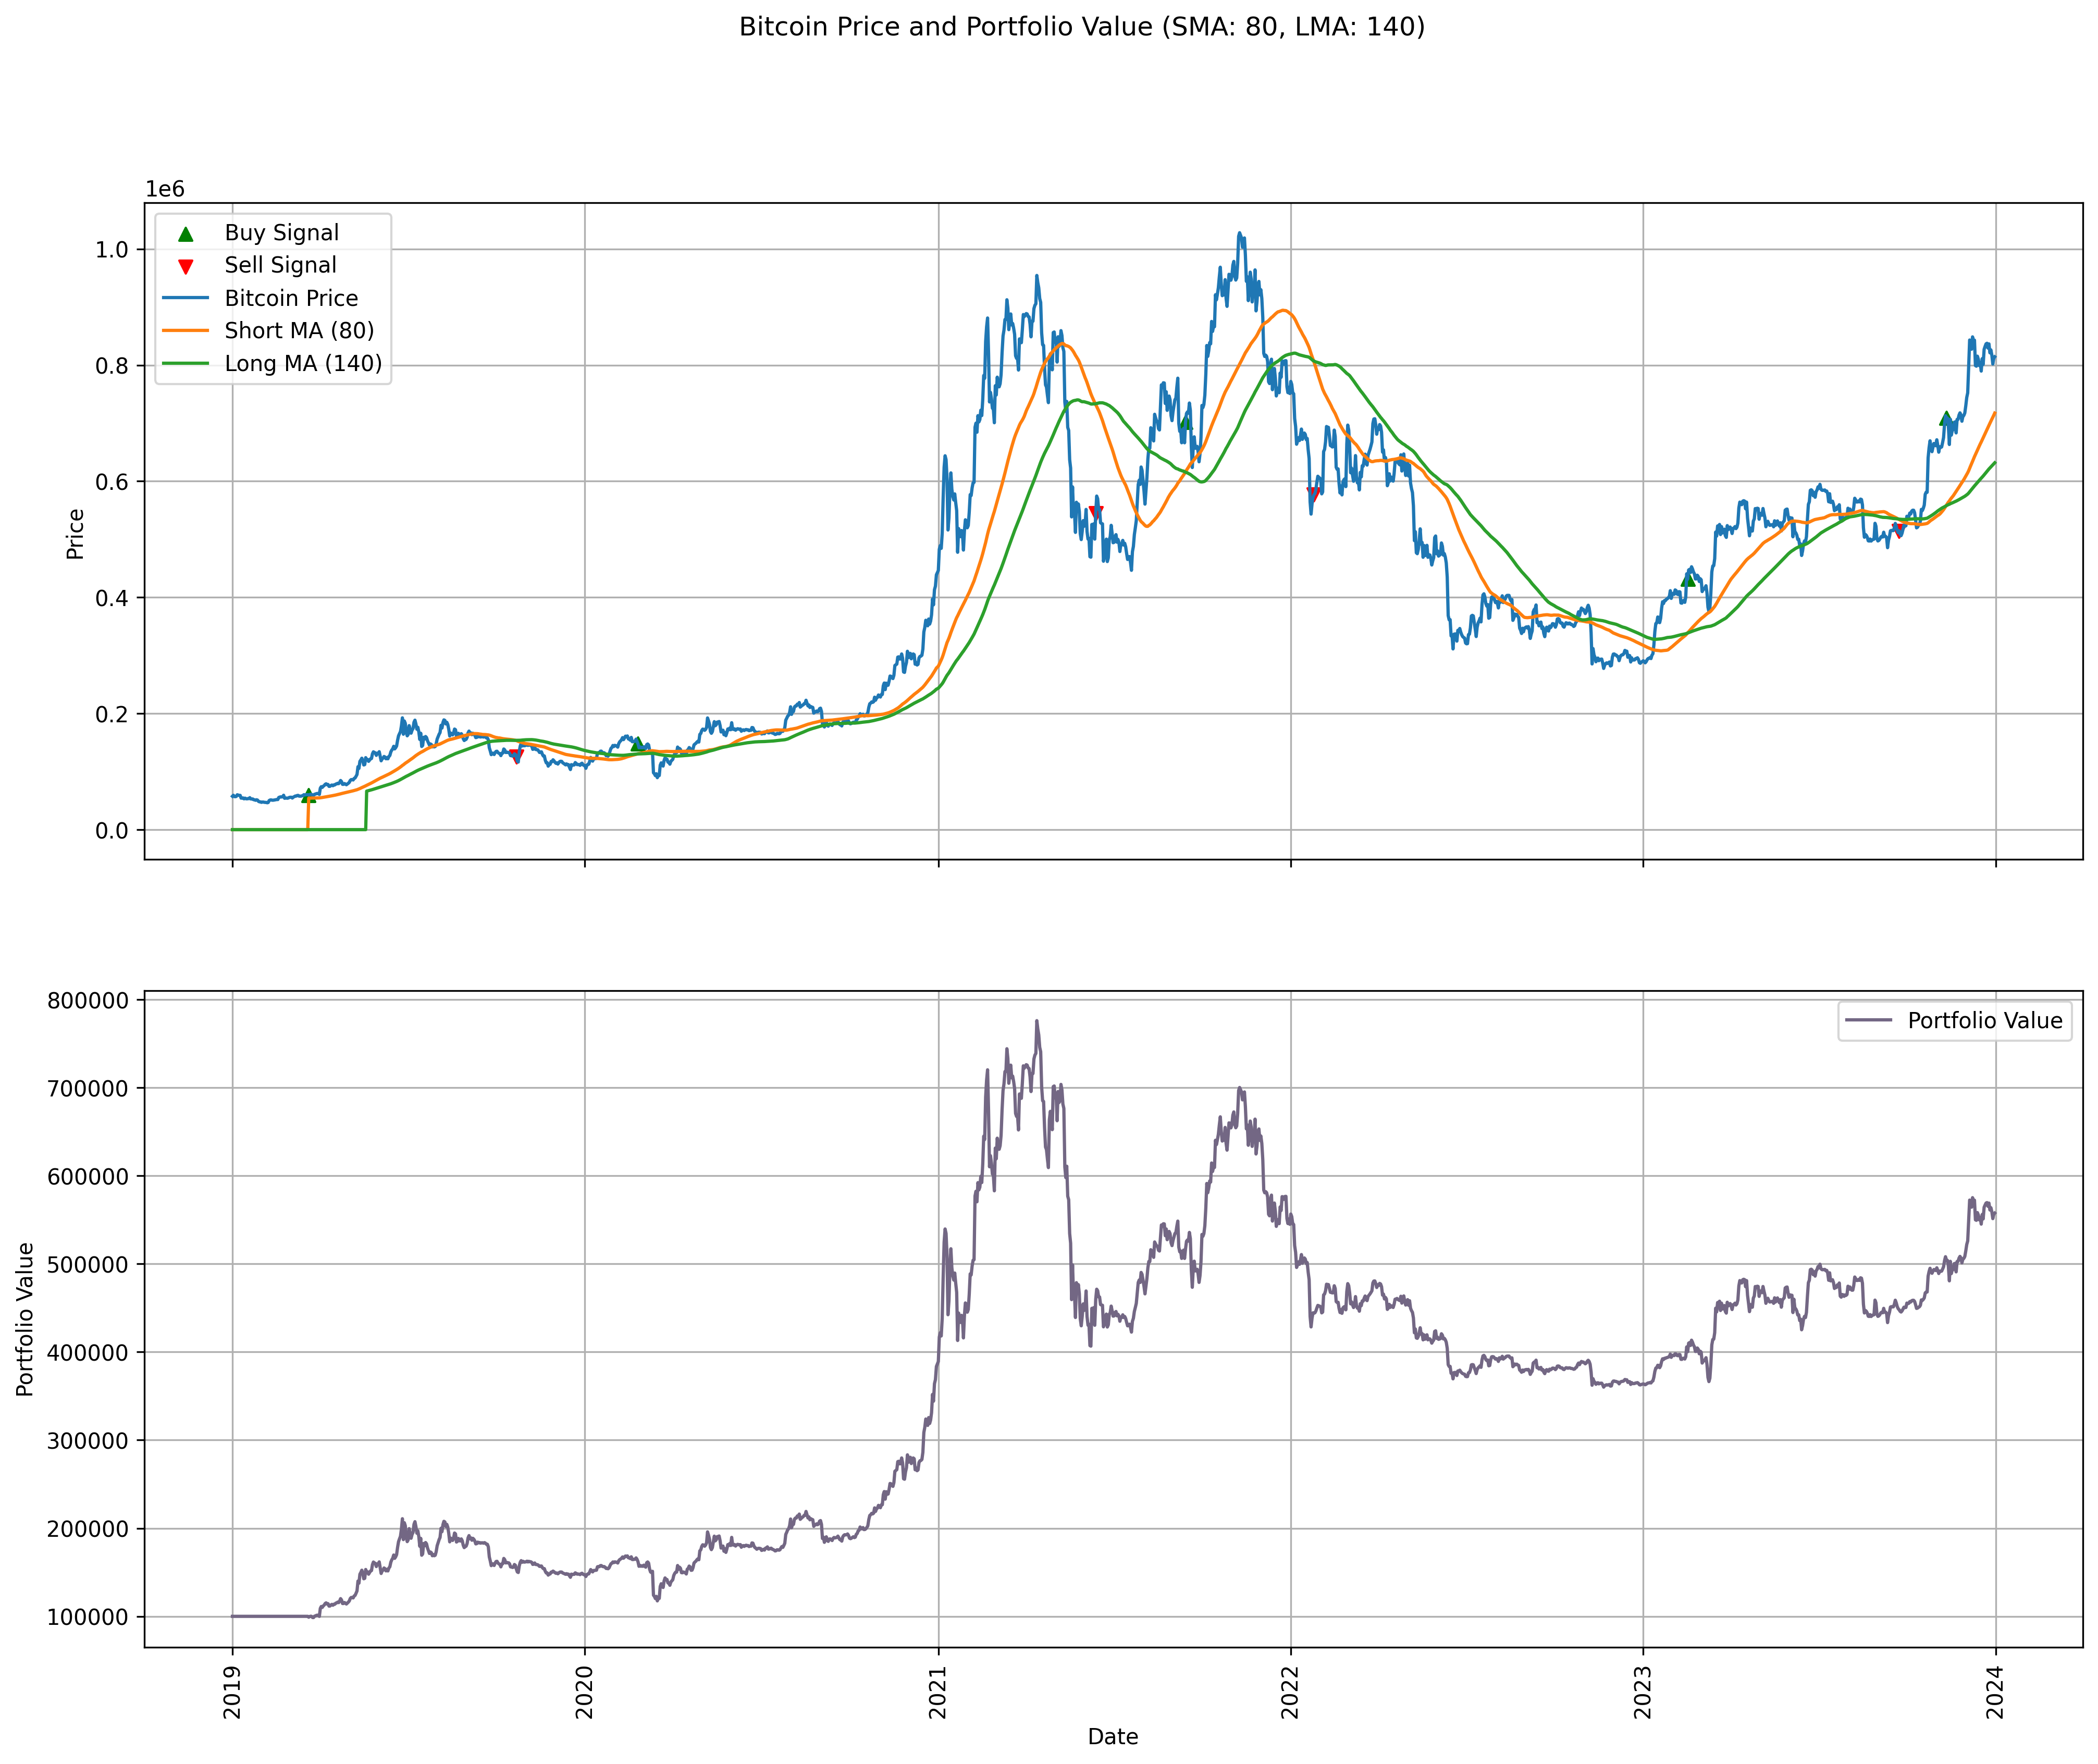 Bitcoin Price and Portfolio Value (SMA: 80, LMA: 140)
1e6
Buy Signal
Sell Signal
Bitcoin Price
Short MA (80)
Long MA (140)
1.0
0.8
0.6
0.4
0.2
0.0
Price
800000
700000
600000
500000
400000
300000
200000
100000
Portfolio Value
Portfolio Value
2019
2020
2021
2022
2023
2024
Date